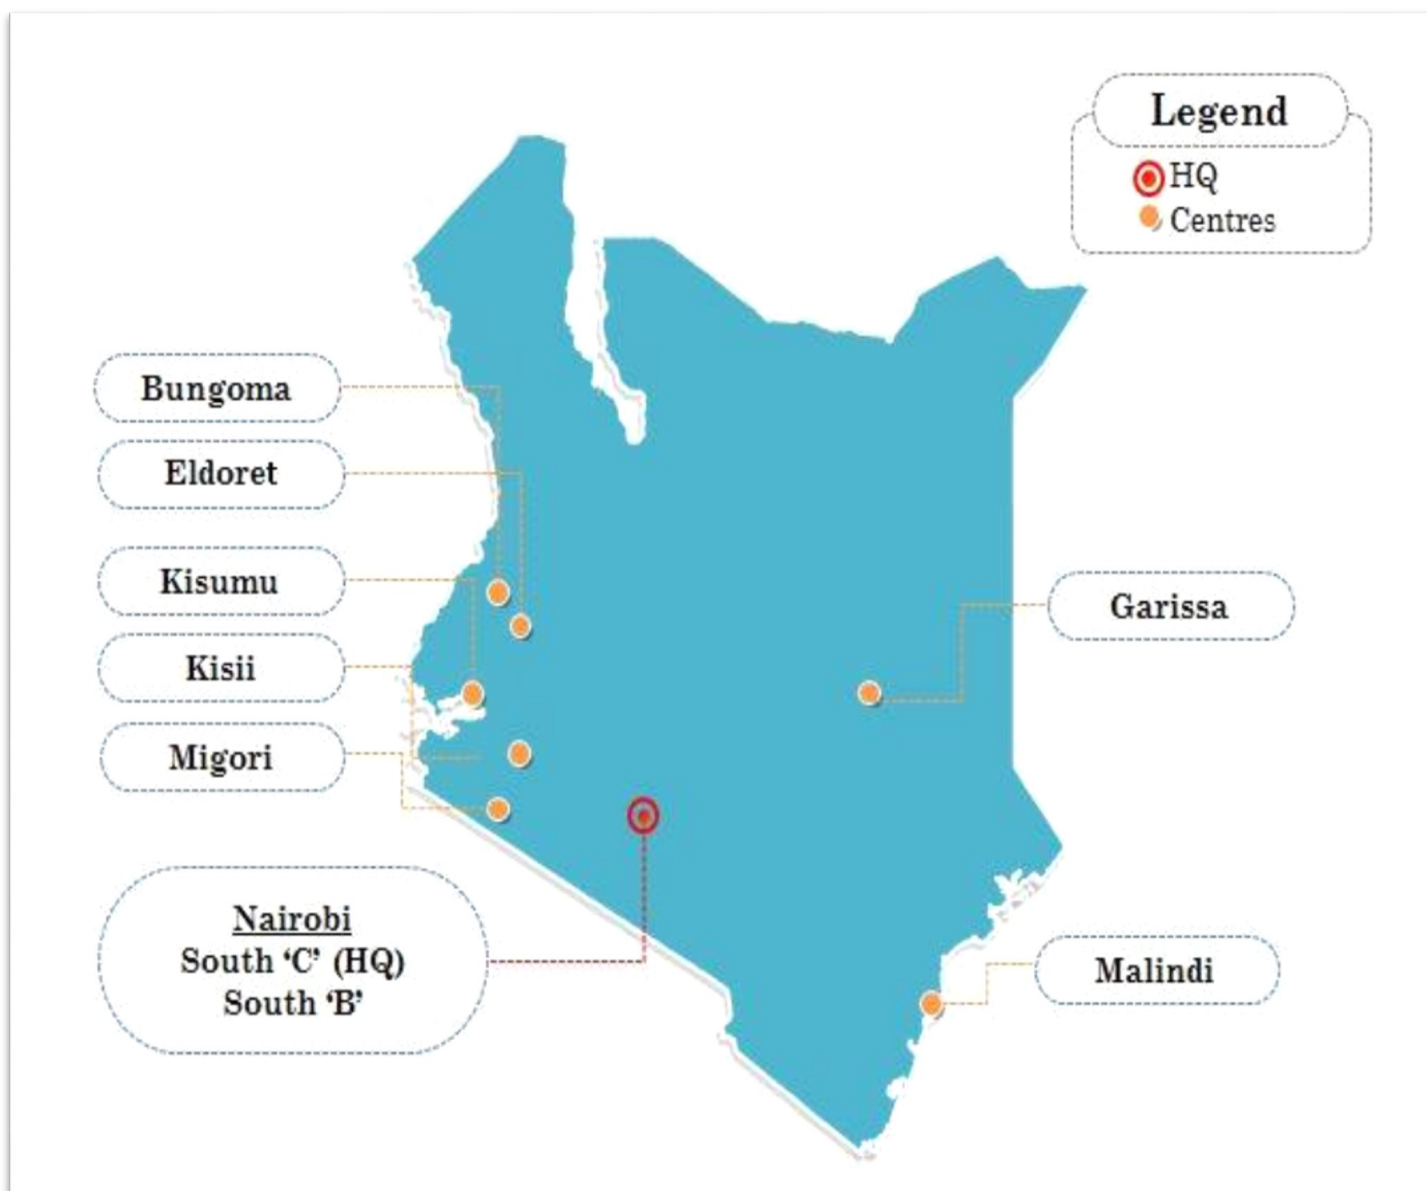 Legend
HQ
Centres
Bungoma
Eldoret
Kisumu
Kisii
Migori
Nairobi
South ‘C’ (HQ)
South ‘B’
Garissa
Malindi